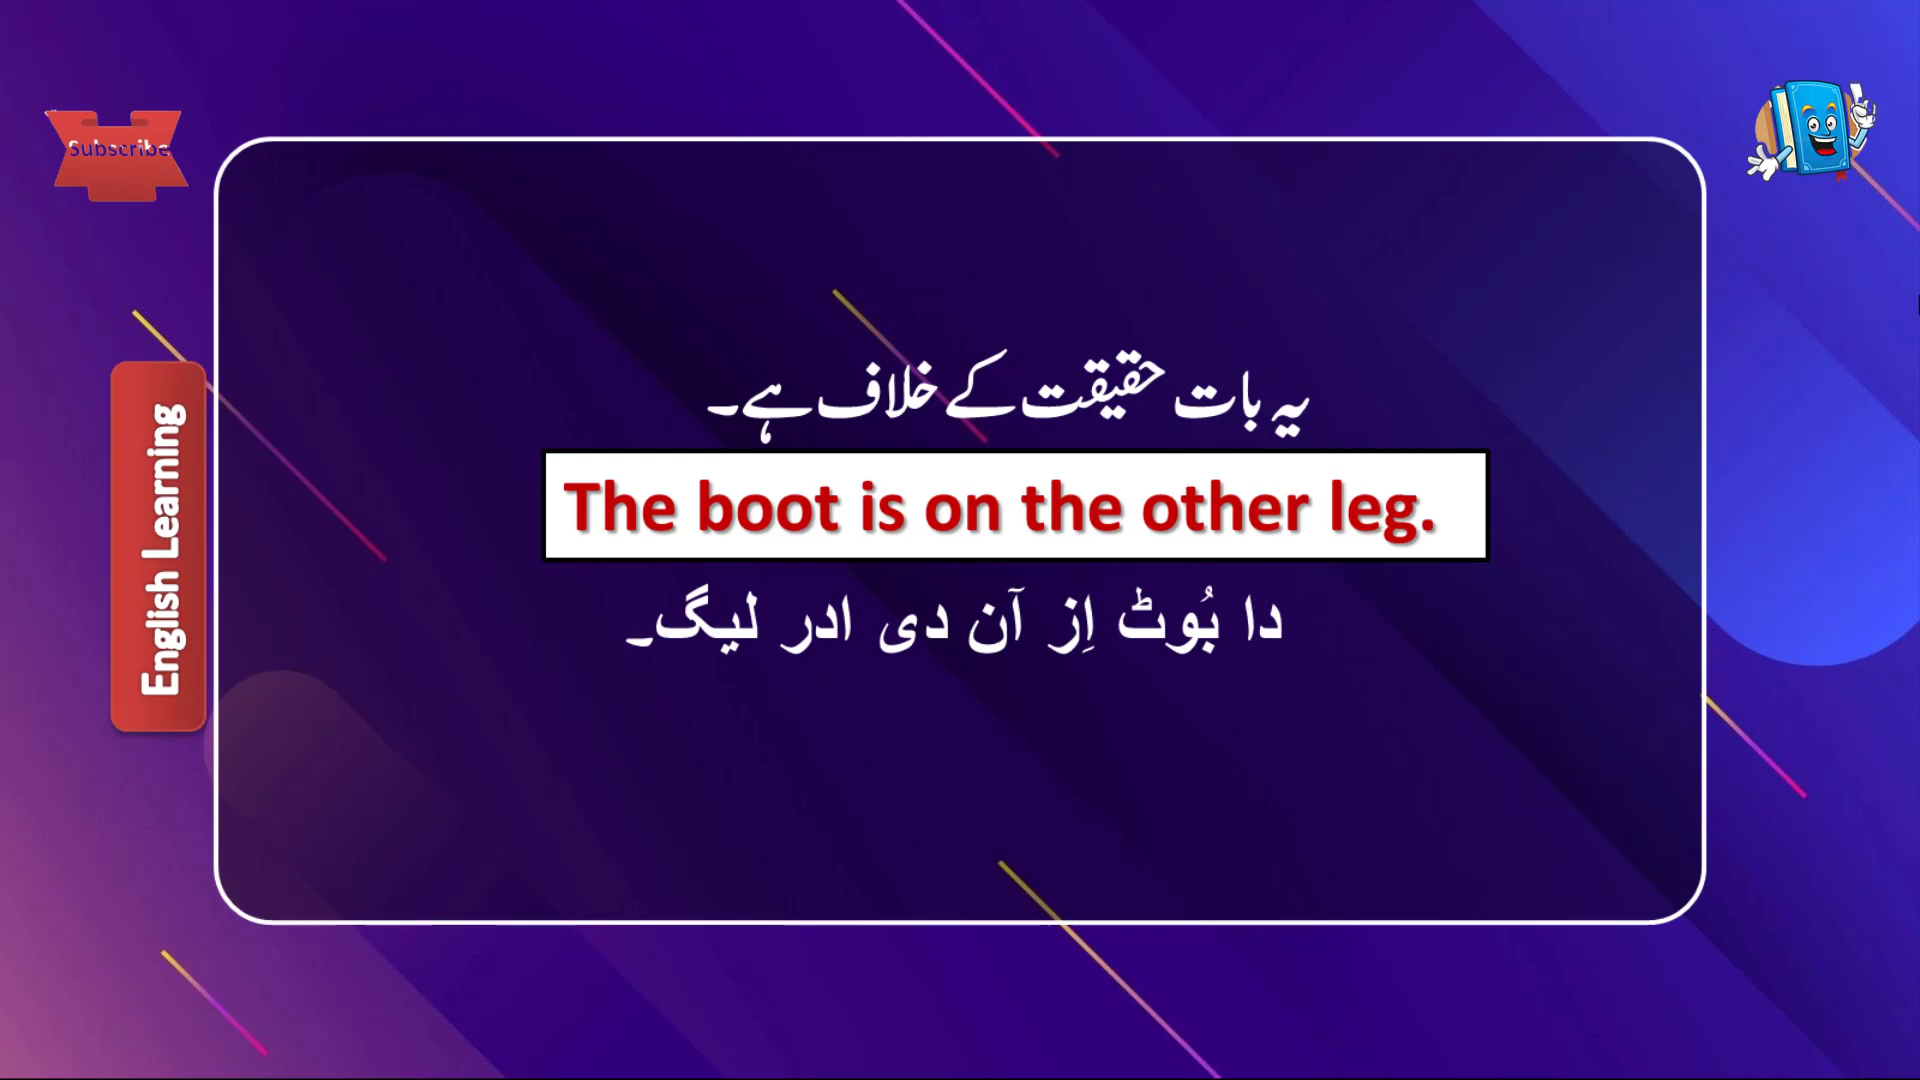 Subscribe
یہ بات حقیقت کے خلاف ہے۔
The boot is on the other leg.
دا بُوٹ اِز آن دی ادر لیگ۔
English Learning